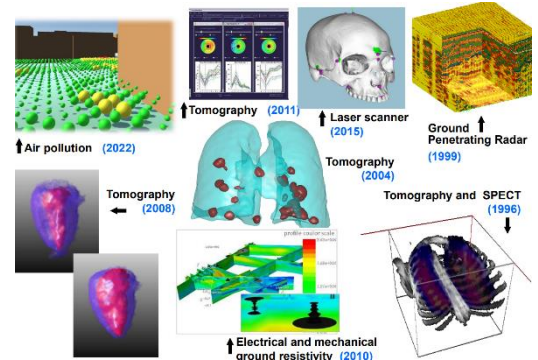 Tomography (2011)
Laser scanner
(2015)
Ground
Penetrating Radar
(1999)
Air pollution (2022)
Tomography
(2004)
Tomography
(2008)
Tomography and SPECT
(1996)
profile coulor scale
Electrical and mechanical
ground resistivity (2010)